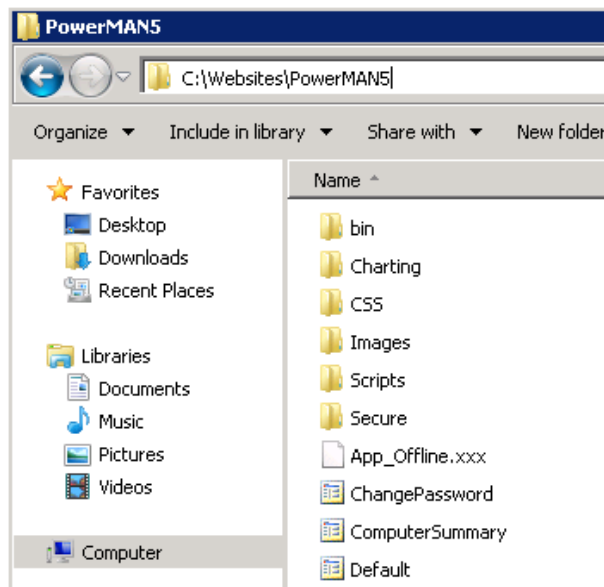 PowerMAN5
C:\Websites\PowerMAN5
Organize Include in library Share with New folder
Favorites
Desktop
Downloads
Recent Places
Libraries
Documents
Music
Pictures
Videos
Computer
Name
bin
Charting
CSS
Images
Scripts
Secure
App_Offline.xxx
ChangePassword
ComputerSummary
Default